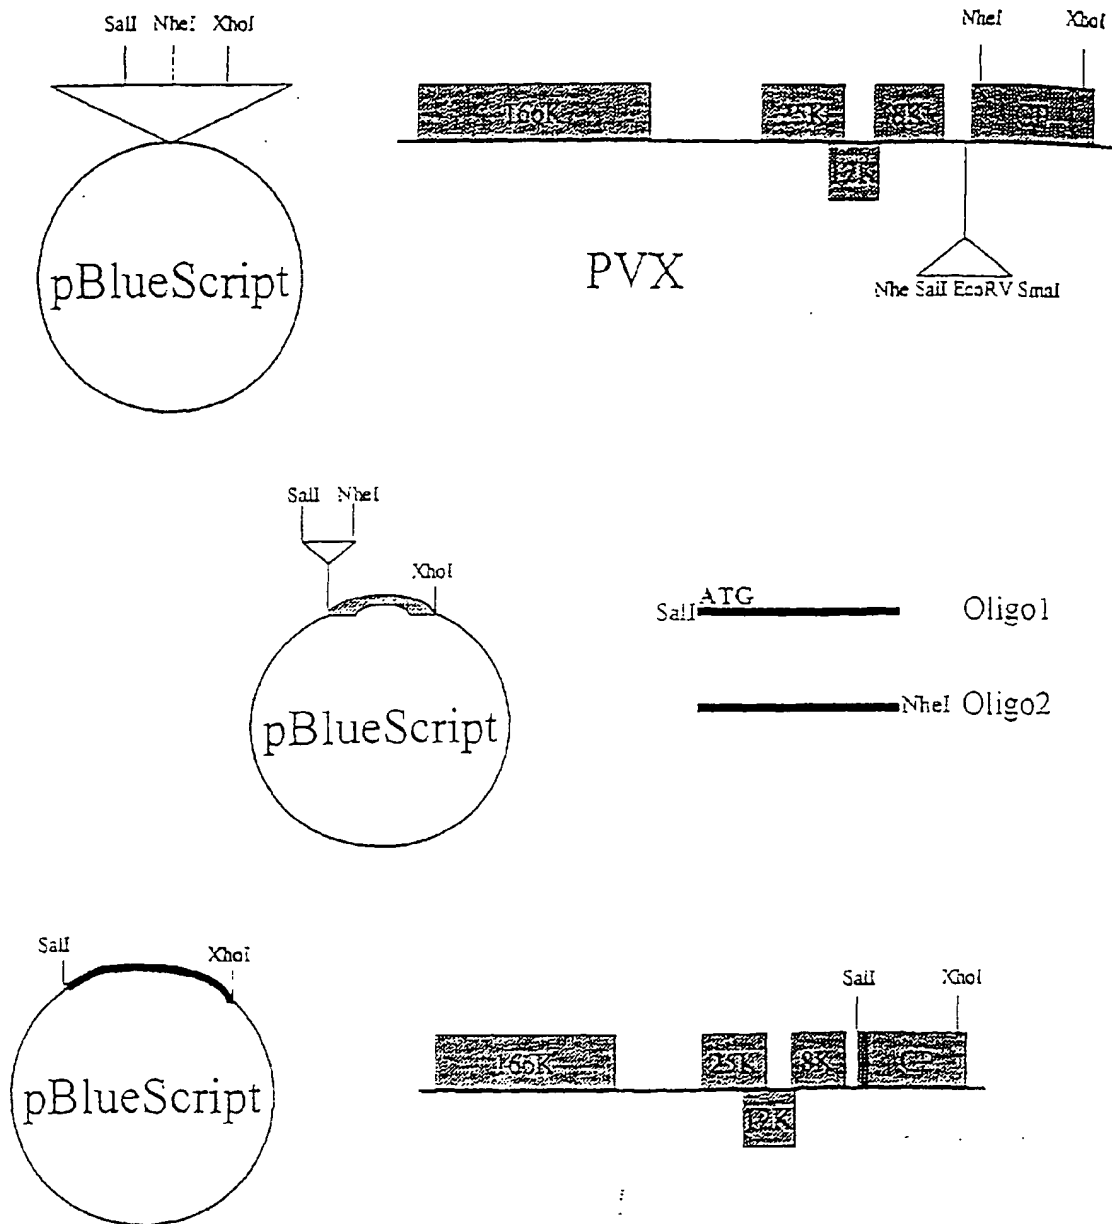 SalI NheI XhoI
NheI XhoI
166K
8K
CP
12K
pBlueScript
PVX
Nhe SalI EcoRV SmaI
SalI NheI
XhoI
pBlueScript
ATG
SalI Oligo1
NheI Oligo2
SalI
XhoI
pBlueScript
SalI XhoI
166K 25K 8K CP
12K